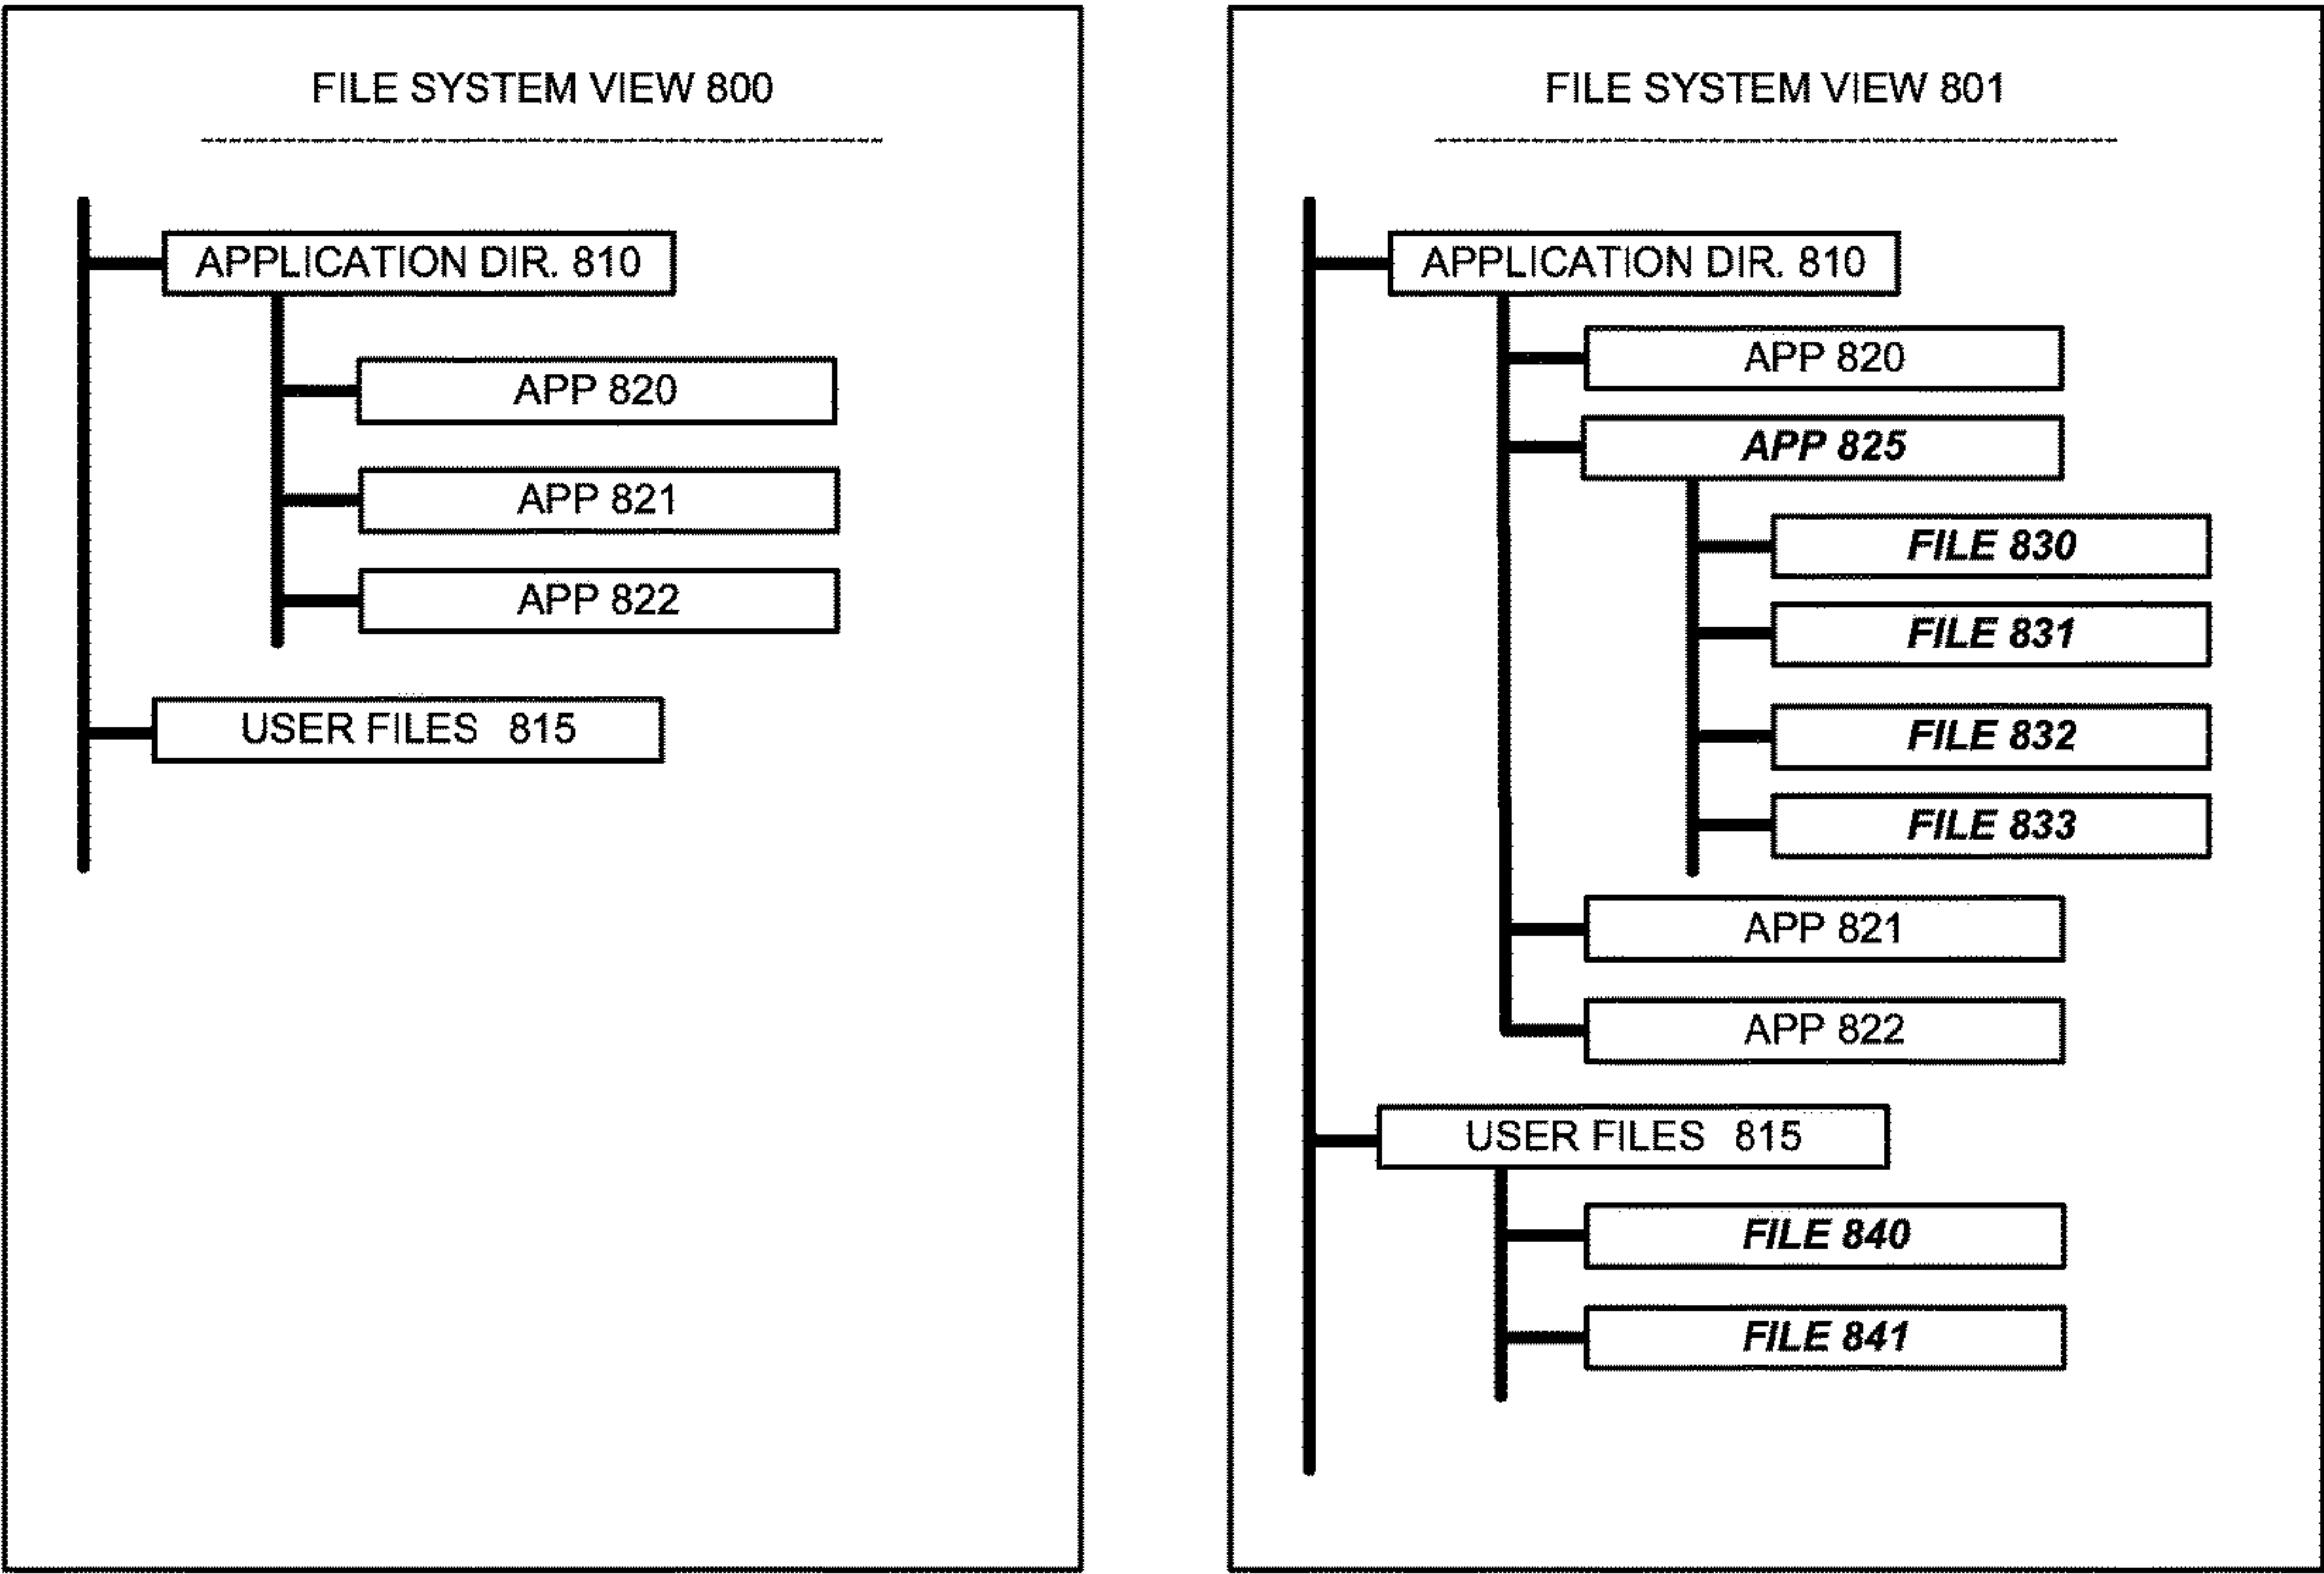 FILE SYSTEM VIEW 800
APPLICATION DIR. 810
APP 820
APP 821
APP 822
USER FILES 815
FILE SYSTEM VIEW 801
APPLICATION DIR. 810
APP 820
APP 825
FILE 830
FILE 831
FILE 832
FILE 833
APP 821
APP 822
USER FILES 815
FILE 840
FILE 841